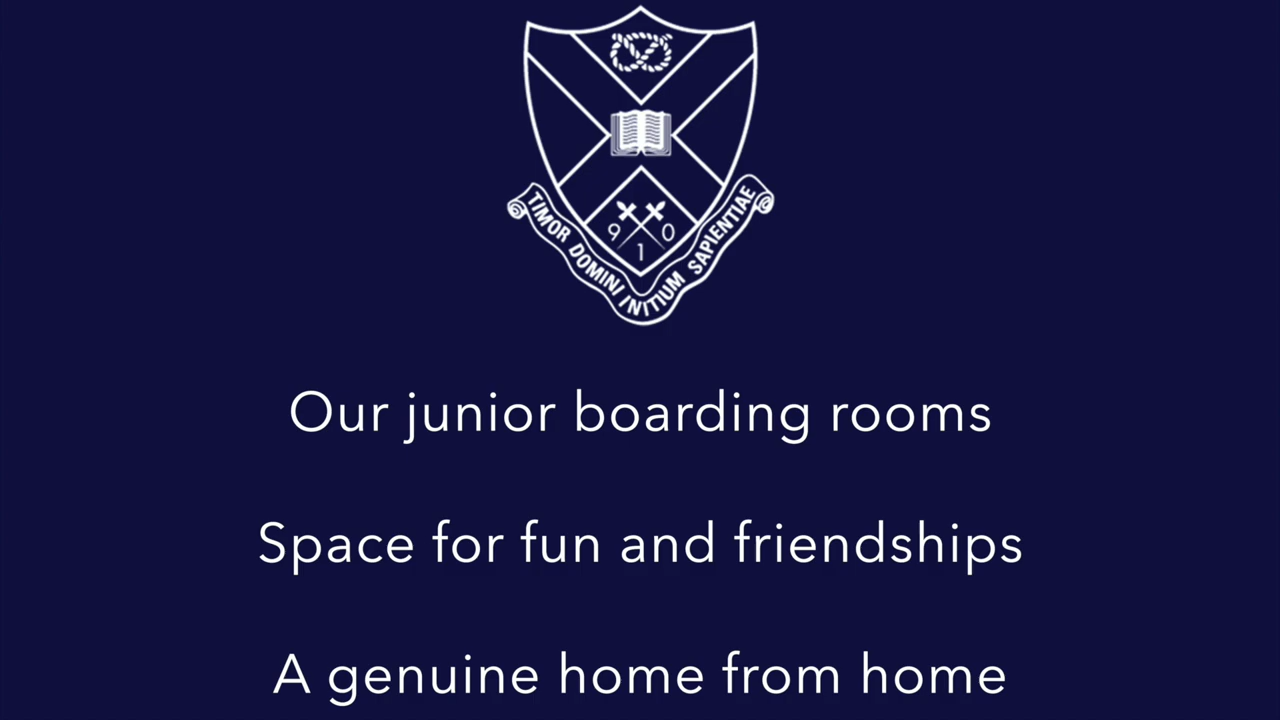 9 1 0
TIMOR DOMINI INITIUM SAPIENTIAE
Our junior boarding rooms
Space for fun and friendships
A genuine home from home